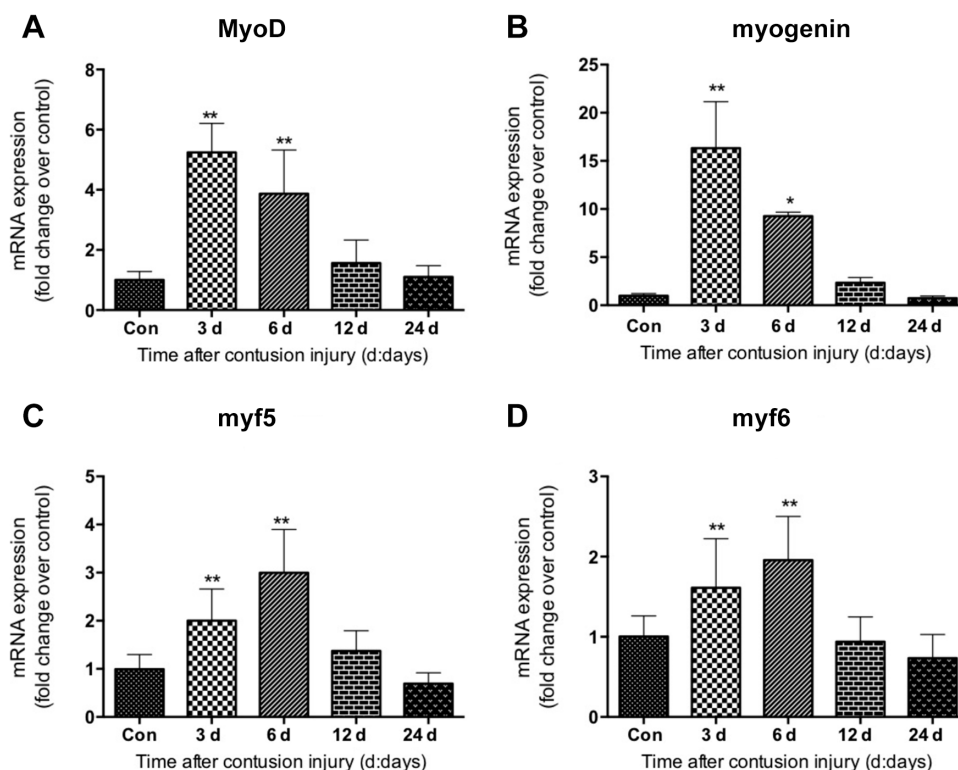 A MyoD
mRNA expression
(fold change over control)
8
6
4
2
0
** **
Con 3 d 6 d 12 d 24 d
Time after contusion injury (d:days)
B myogenin
mRNA expression
(fold change over control)
25
20
15
10
5
0
** *
Con 3 d 6 d 12 d 24 d
Time after contusion injury (d:days)
C myf5
mRNA expression
(fold change over control)
5
4
3
2
1
0
** **
Con 3 d 6 d 12 d 24 d
Time after contusion injury (d:days)
D myf6
mRNA expression
(fold change over control)
3
2
1
0
** **
Con 3 d 6 d 12 d 24 d
Time after contusion injury (d:days)